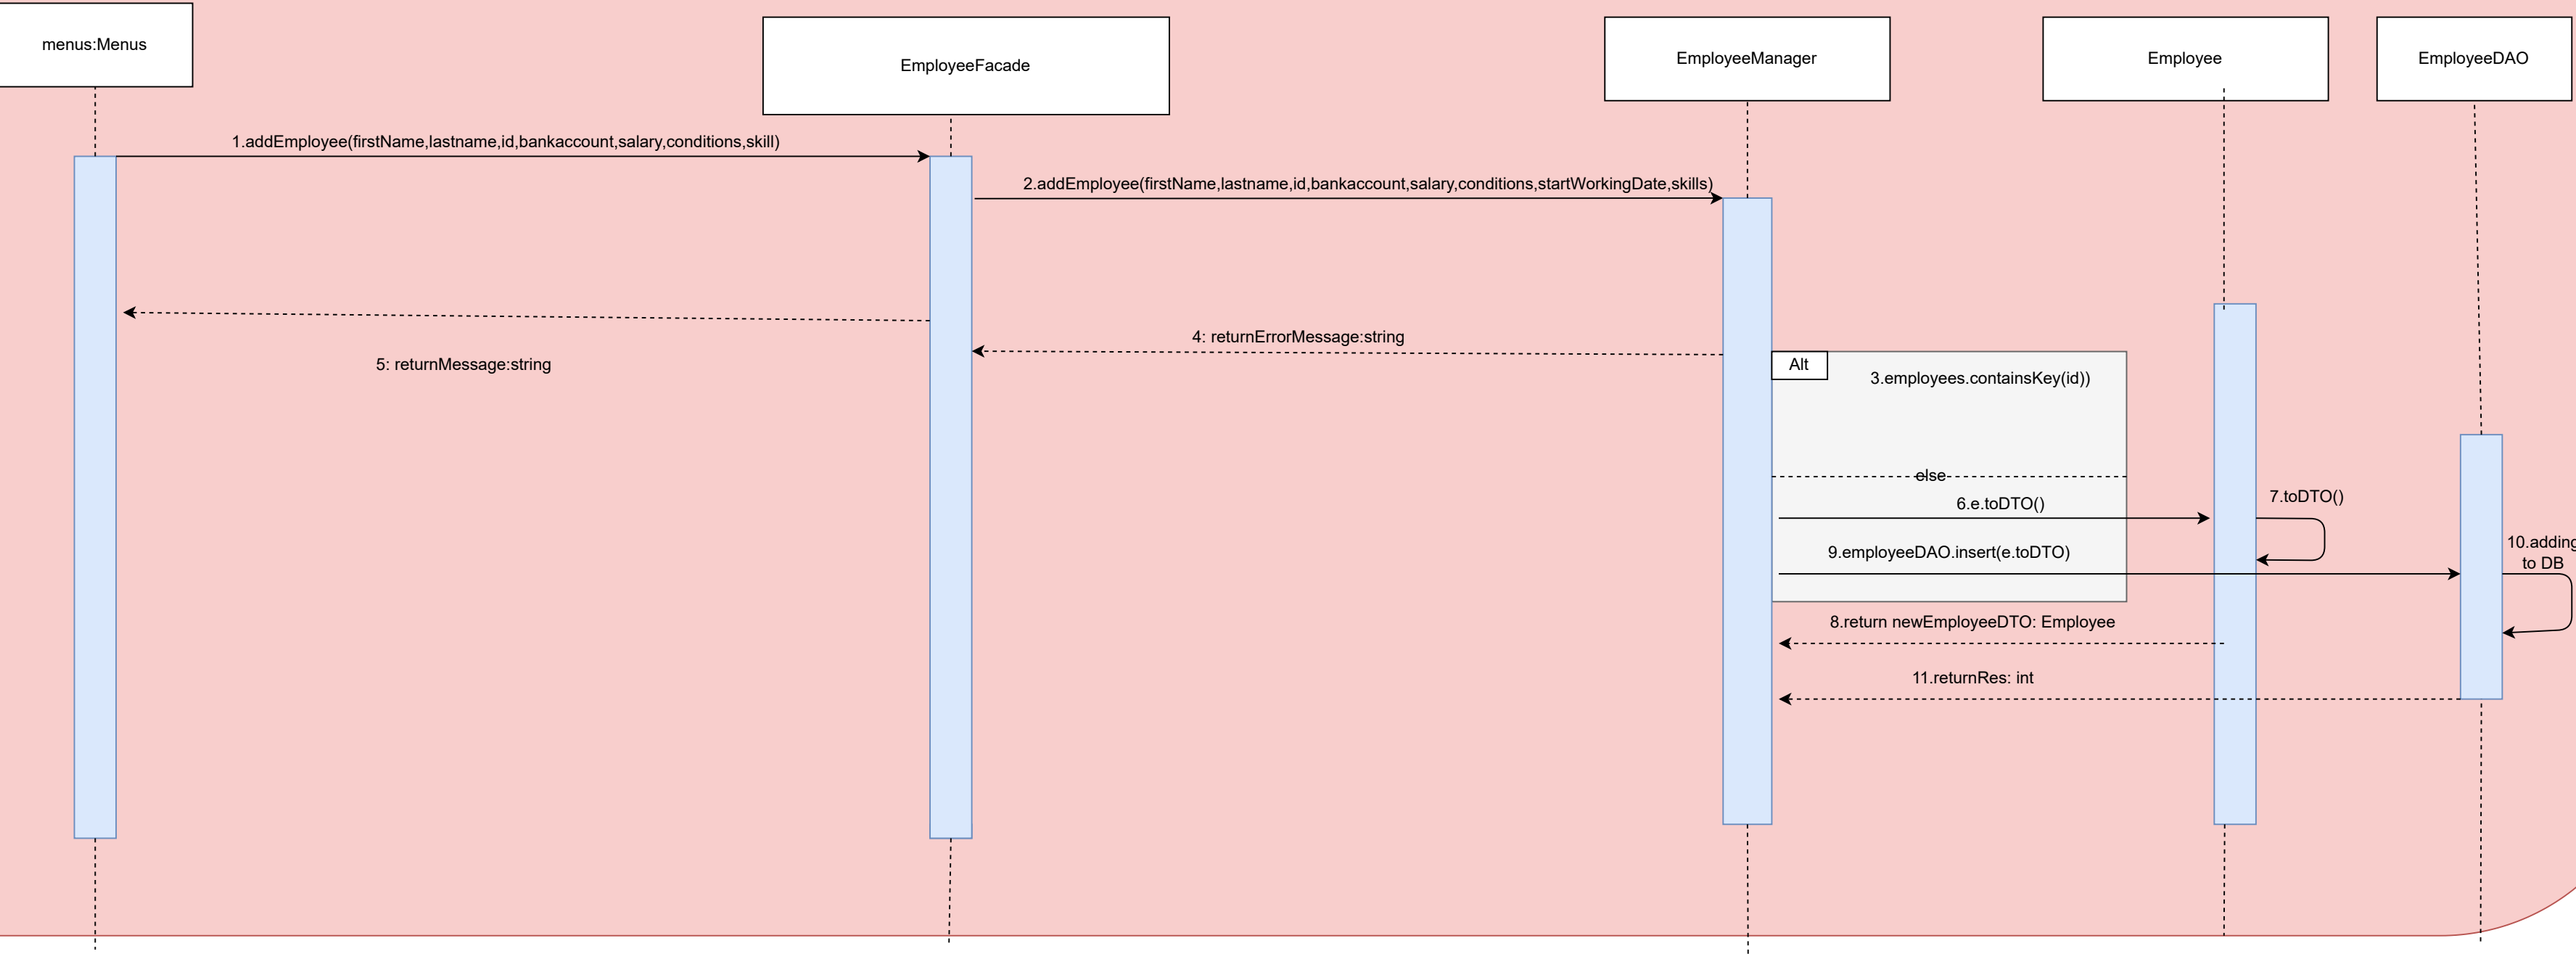 menus:Menus
EmployeeFacade
EmployeeManager
Employee
EmployeeDAO
1.addEmployee(firstName,lastname,id,bankaccount,salary,conditions,skill)
2.addEmployee(firstName,lastname,id,bankaccount,salary,conditions,startWorkingDate,skills)
4: returnErrorMessage:string
5: returnMessage:string
Alt
3.employees.containsKey(id))
else
6.e.toDTO()
7.toDTO()
9.employeeDAO.insert(e.toDTO)
10.adding
to DB
8.return newEmployeeDTO: Employee
11.returnRes: int